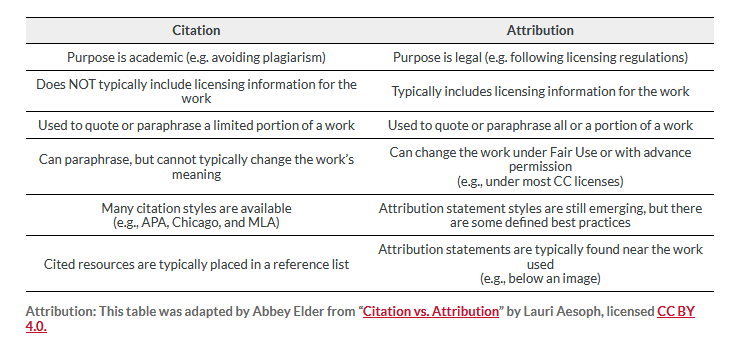 Citation Attribution
Purpose is academic (e.g. avoiding plagiarism) Purpose is legal (e.g. following licensing regulations)
Does NOT typically include licensing information for the
work
Typically includes licensing information for the work
Used to quote or paraphrase a limited portion of a work Used to quote or paraphrase all or a portion of a work
Can paraphrase, but cannot typically change the work's
meaning
Can change the work under Fair Use or with advance
permission
(e.g., under most CC licenses)
Many citation styles are available
(e.g., APA, Chicago, and MLA)
Attribution statement styles are still emerging, but there
are some defined best practices
Cited resources are typically placed in a reference list
Attribution statements are typically found near the work
used
(e.g., below an image)
Attribution: This table was adapted by Abbey Elder from “Citation vs. Attribution” by Lauri Aesoph, licensed CC BY
4.0.